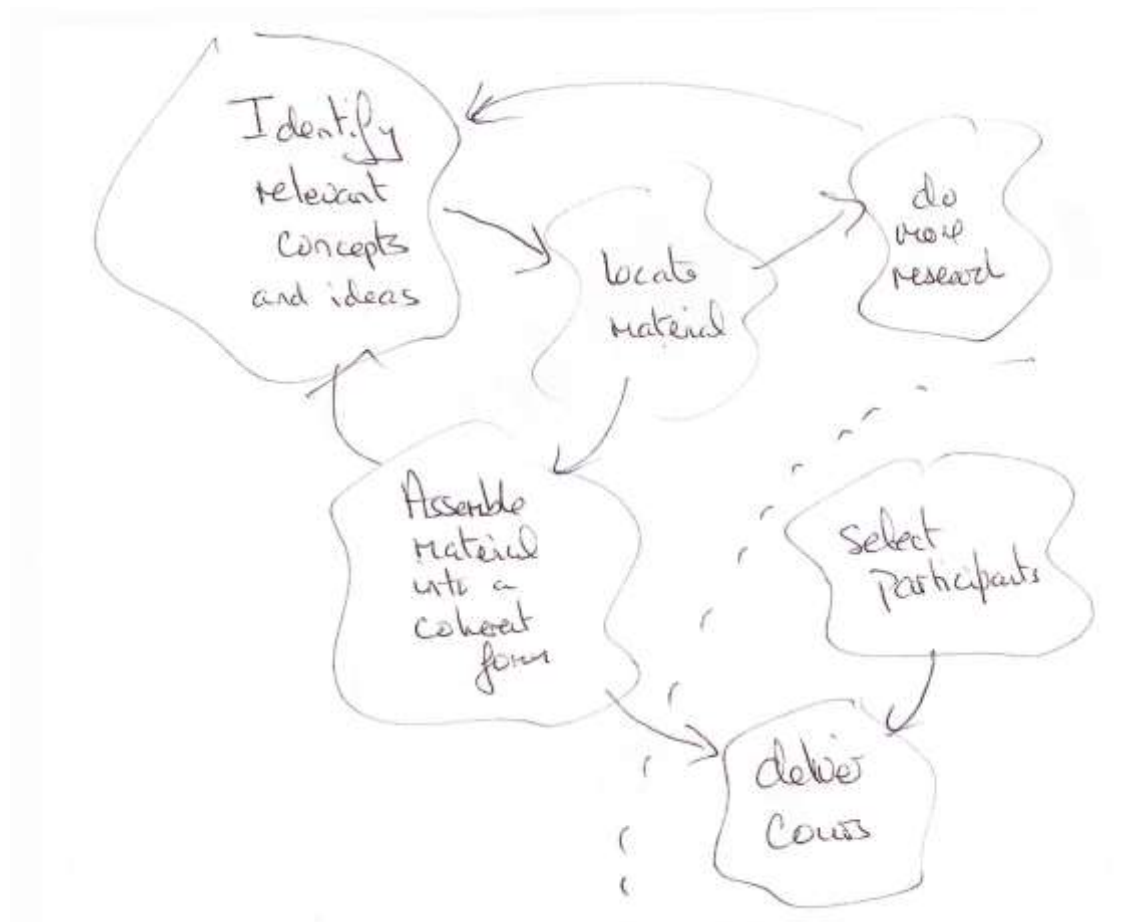 Identify
relevant
concepts
and ideas
locate
material
do
more
research
Assemble
material
into a
coherent
form
select
participants
deliver
course